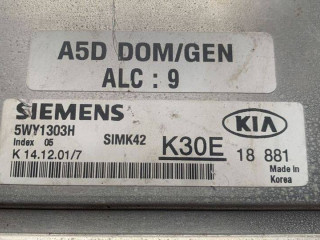 A5D DOM/GEN
ALC : 9
SIEMENS
5WY1303H
Index 05
SIMK42
K30E
KIA
18 881
K 14.12.01/7
Made in
Korea